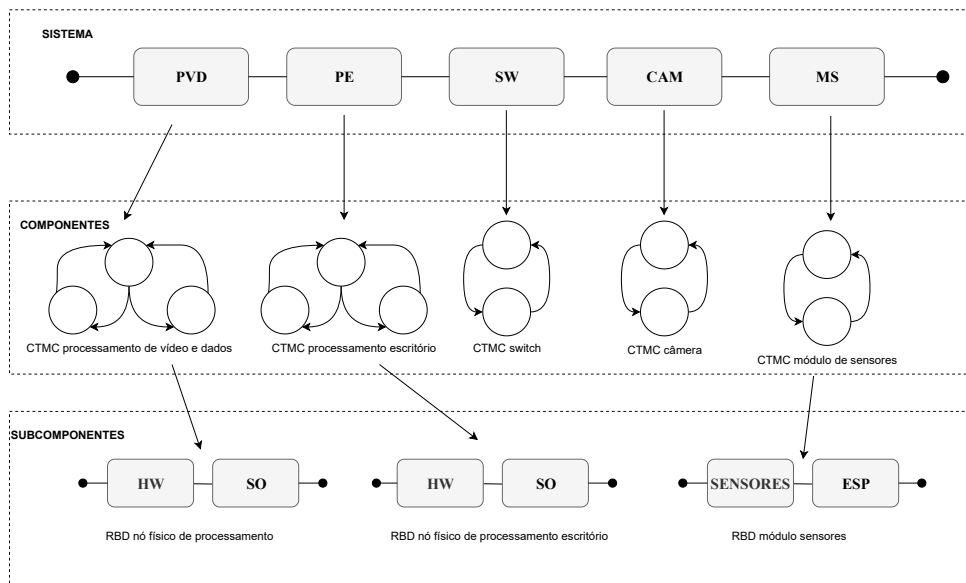 SISTEMA
PVD PE SW CAM MS
COMPONENTES
CTMC processamento de vídeo e dados
CTMC processamento escritório
CTMC switch
CTMC câmera
CTMC módulo de sensores
SUBCOMPONENTES
HW SO
HW SO
SENSORES ESP
RBD nó físico de processamento
RBD nó físico de processamento escritório
RBD módulo sensores